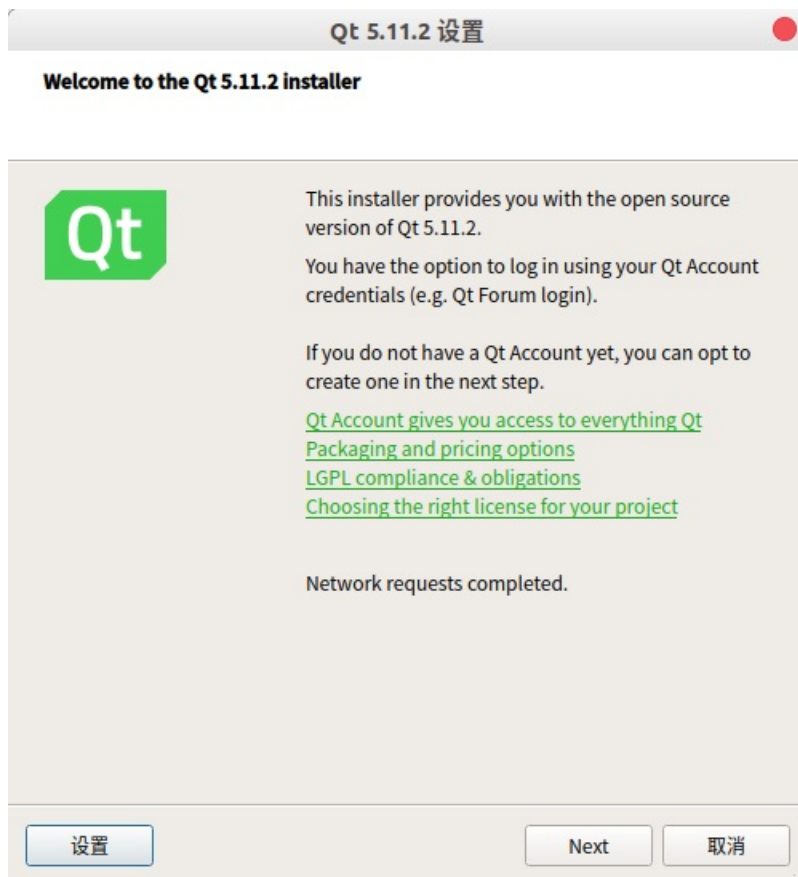 Qt 5.11.2 设置
Welcome to the Qt 5.11.2 installer
Qt
This installer provides you with the open source
version of Qt 5.11.2.
You have the option to log in using your Qt Account
credentials (e.g. Qt Forum login).
If you do not have a Qt Account yet, you can opt to
create one in the next step.
Qt Account gives you access to everything Qt
Packaging and pricing options
LGPL compliance & obligations
Choosing the right license for your project
Network requests completed.
设置
Next
取消